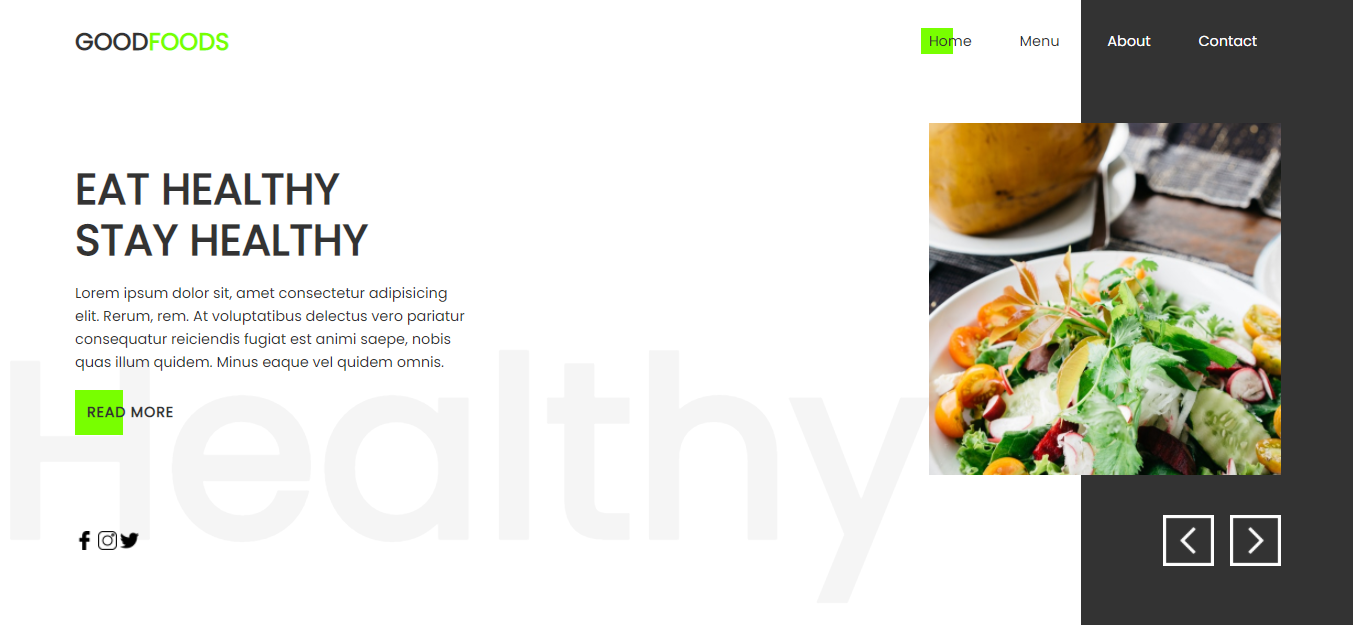 GOODFOODS
Home Menu About Contact
EAT HEALTHY
STAY HEALTHY
Lorem ipsum dolor sit, amet consectetur adipisicing
elit. Rerum, rem. At voluptatibus delectus vero pariatur
consequatur reiciendis fugiat est animi saepe, nobis
quas illum quidem. Minus eaque vel quidem omnis.
READ MORE
Healthy